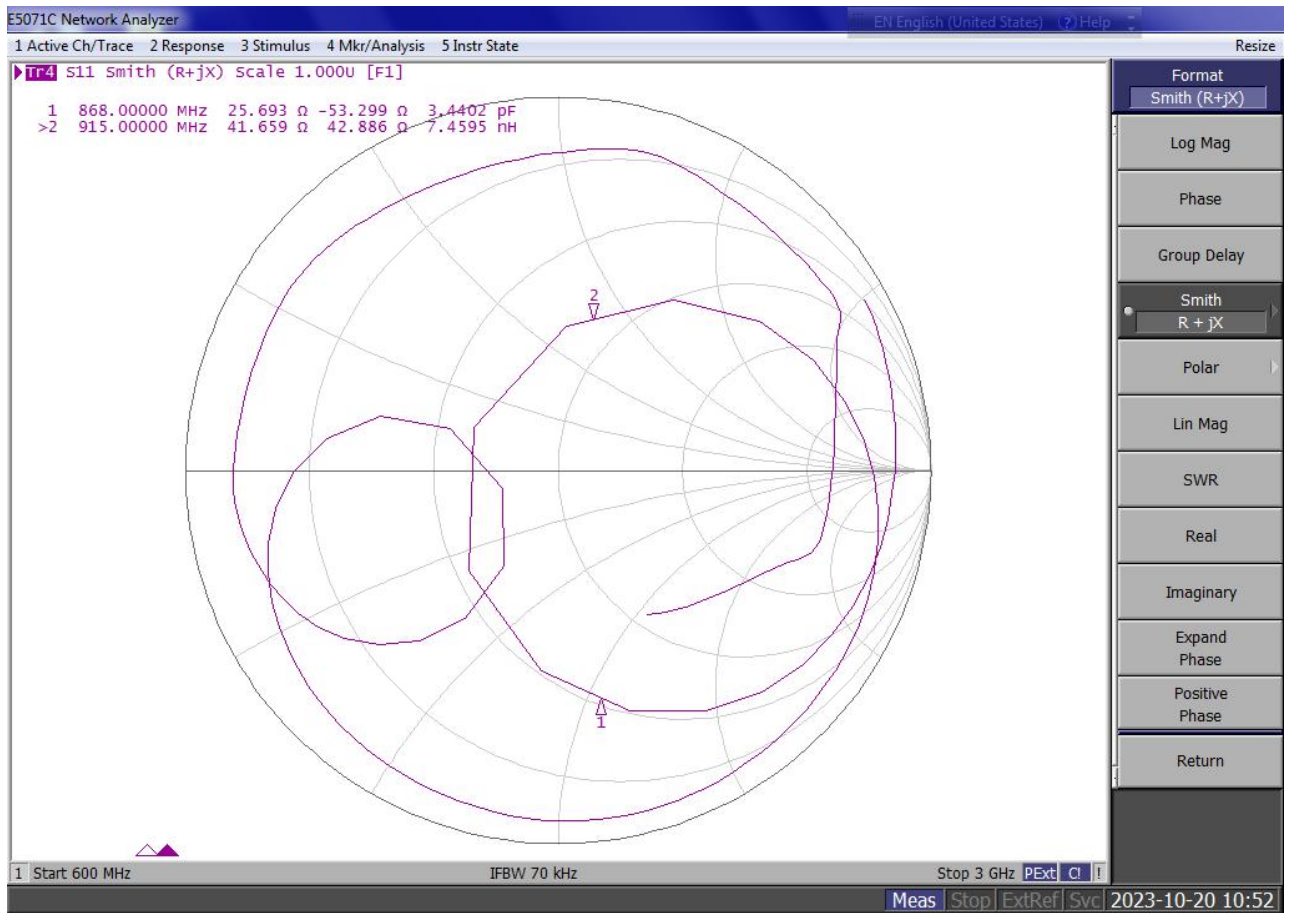 E5071C Network Analyzer
EN English (United States) ? Help
1 Active Ch/Trace 2 Response 3 Stimulus 4 Mkr/Analysis 5 Instr State Resize
Tr4 S11 Smith (R+jX) Scale 1.000U [F1]
1 868.00000 MHz 25.693 Ω -53.299 Ω 3.4402 pF
>2 915.00000 MHz 41.659 Ω 42.886 Ω 7.4595 nH
2
1
Format
Smith (R+jX)
Log Mag
Phase
Group Delay
Smith
R + jX
Polar
Lin Mag
SWR
Real
Imaginary
Expand
Phase
Positive
Phase
Return
1 Start 600 MHz IFBW 70 kHz Stop 3 GHz PExt C! !
Meas Stop ExtRef Svc 2023-10-20 10:52